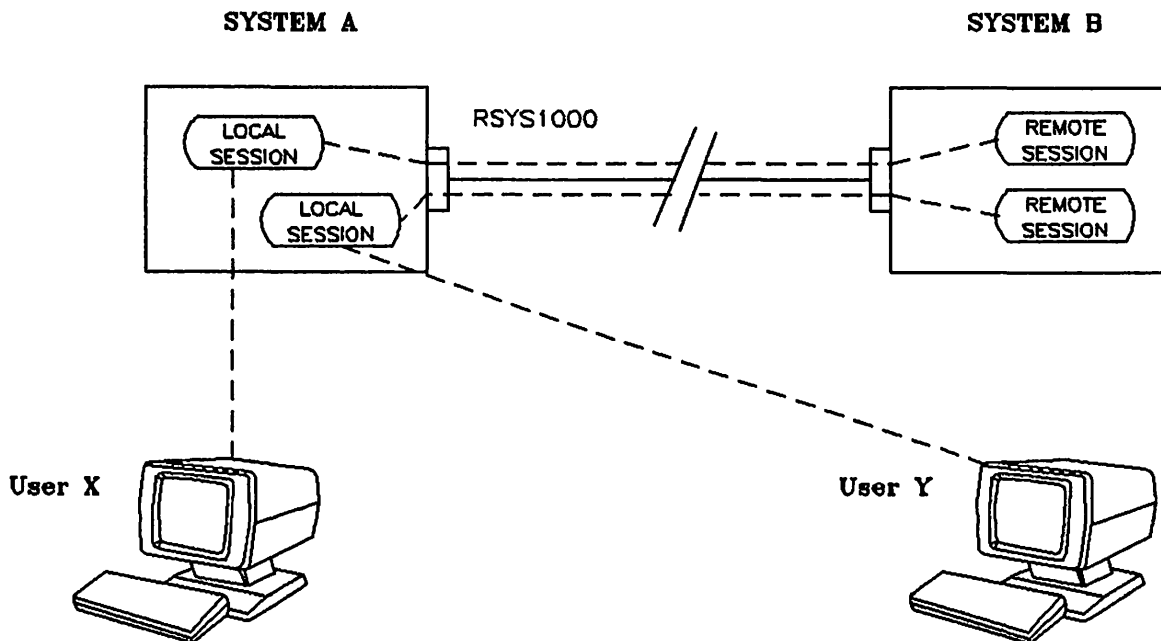 SYSTEM A
SYSTEM B
RSYS1000
LOCAL
SESSION
LOCAL
SESSION
REMOTE
SESSION
REMOTE
SESSION
User X
User Y